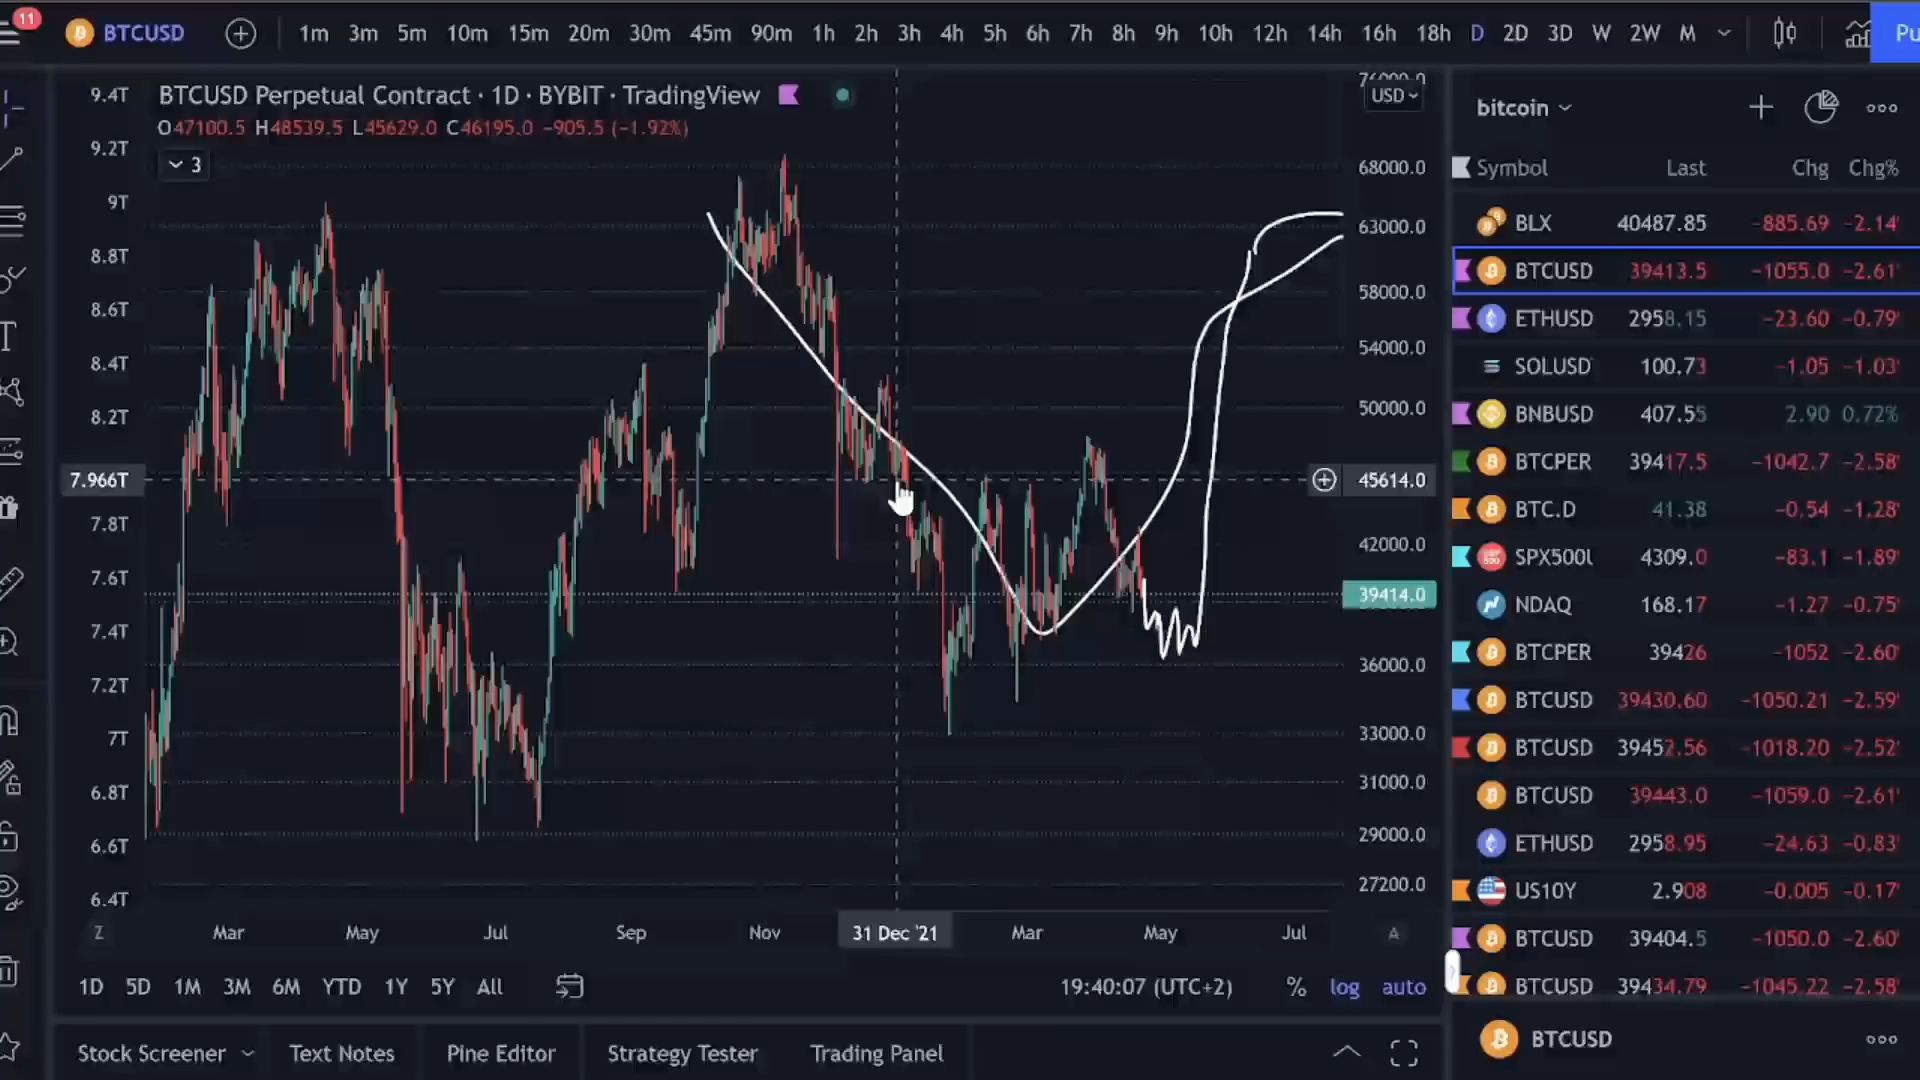 11
BTCUSD 1m 3m 5m 10m 15m 20m 30m 45m 90m 1h 2h 3h 4h 5h 6h 7h 8h 9h 10h 12h 14h 16h 18h D 2D 3D W 2W M Pu
BTCUSD Perpetual Contract · 1D · BYBIT · TradingView
O47100.5 H48539.5 L45629.0 C46195.0 -905.5 (-1.92%)
3
9.4T
9.2T
9T
8.8T
8.6T
8.4T
8.2T
7.966T
7.8T
7.6T
7.4T
7.2T
7T
6.8T
6.6T
6.4T
76000.0
USD
68000.0
63000.0
58000.0
54000.0
50000.0
45614.0
42000.0
39414.0
36000.0
33000.0
31000.0
29000.0
27200.0
Z Mar May Jul Sep Nov 31 Dec '21 Mar May Jul A
1D 5D 1M 3M 6M YTD 1Y 5Y All 19:40:07 (UTC+2) % log auto
Stock Screener Text Notes Pine Editor Strategy Tester Trading Panel
bitcoin
Symbol Last Chg Chg%
BLX 40487.85 -885.69 -2.14
BTCUSD 39413.5 -1055.0 -2.61
ETHUSD 2958.15 -23.60 -0.79
SOLUSD 100.73 -1.05 -1.03
BNBUSD 407.55 2.90 0.72%
BTCPER 39417.5 -1042.7 -2.58
BTC.D 41.38 -0.54 -1.28
SPX500U 4309.0 -83.1 -1.89
NDAQ 168.17 -1.27 -0.75
BTCPER 39426 -1052 -2.60
BTCUSD 39430.60 -1050.21 -2.59
BTCUSD 39452.56 -1018.20 -2.52
BTCUSD 39443.0 -1059.0 -2.61
ETHUSD 2958.95 -24.63 -0.83
US10Y 2.908 -0.005 -0.17
BTCUSD 39404.5 -1050.0 -2.60
BTCUSD 39434.79 -1045.22 -2.58
BTCUSD